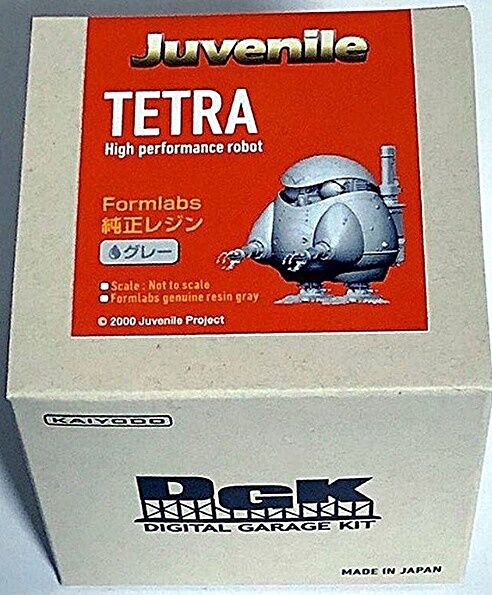 Juvenile
TETRA
High performance robot
Formlabs
純正レジン
グレー
Scale : Not to scale
Formlabs genuine resin gray
© 2000 Juvenile Project
KAIYODO
DGK
DIGITAL GARAGE KIT
MADE IN JAPAN